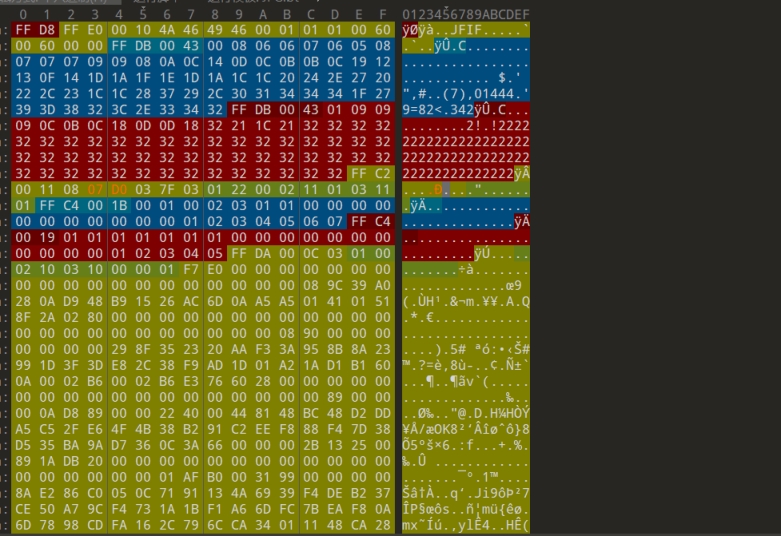 0 1 2 3 4 5 6 7 8 9 A B C D E F 0123456789ABCDEF
FF D8 FF E0 00 10 4A 46 49 46 00 01 01 01 00 60 ÿØÿà..JFIF.....`
00 60 00 00 FF DB 00 43 00 08 06 06 07 06 05 08 .`..ÿÛ.C........
07 07 07 09 09 08 0A 0C 14 0D 0C 0B 0B 0C 19 12 ................
13 0F 14 1D 1A 1F 1E 1D 1A 1C 1C 20 24 2E 27 20 ........... $.'
22 2C 23 1C 1C 28 37 29 2C 30 31 34 34 34 1F 27 ",#..(7),01444.'
39 3D 38 32 3C 2E 33 34 32 FF DB 00 43 01 09 09 9=82<.342ÿÛ.C...
09 0C 0B 0C 18 0D 0D 18 32 21 1C 21 32 32 32 32 ........2!.!2222
32 32 32 32 32 32 32 32 32 32 32 32 32 32 32 32 2222222222222222
32 32 32 32 32 32 32 32 32 32 32 32 32 32 32 32 2222222222222222
32 32 32 32 32 32 32 32 32 32 32 32 32 32 FF C2 22222222222222ÿÂ
00 11 08 07 D0 03 7F 03 01 22 00 02 11 01 03 11 ....Ð...."......
01 FF C4 00 1B 00 01 00 02 03 01 01 00 00 00 00 .ÿÄ.............
00 00 00 00 00 00 01 02 03 04 05 06 07 FF C4 .............ÿÄ
00 19 01 01 01 01 01 01 01 00 00 00 00 00 00 00 ................
00 00 00 00 01 02 03 04 05 FF DA 00 0C 03 01 00 .........ÿÚ.....
02 10 03 10 00 00 01 F7 E0 00 00 00 00 00 00 00 .......÷à.......
00 00 00 00 00 00 00 00 00 00 00 00 08 9C 39 A0 .............œ9
28 0A D9 48 B9 15 26 AC 6D 0A A5 A5 01 41 01 51 (.ÙH¹.&¬m.¥¥.A.Q
8F 2A 02 80 00 00 00 00 00 00 00 00 00 00 00 00 .*.€............
00 00 00 00 00 00 00 00 00 00 00 08 90 00 00 00 ................
00 00 00 00 29 8F 35 23 20 AA F3 3A 95 8B 8A 23 ....).5# ªó:•‹Š#
99 1D 3F 3D E8 2C 38 F9 AD 1D 01 A2 1A D1 B1 60 ™.?=è,8ù-..¢.Ñ±`
0A 00 02 B6 00 02 B6 E3 76 60 28 00 00 00 00 00 ...¶..¶ãv`(.....
00 00 00 00 00 00 00 00 00 00 00 00 00 89 00 00 .............‰..
00 0A D8 89 00 00 22 40 00 44 81 48 BC 48 D2 DD ..Ø‰.."@.D.H¼HÒÝ
A5 C5 2F E6 4F 4B 38 B2 91 C2 EE F8 88 F4 7D 38 ¥Å/æOK8²‘Âîøˆô}8
D5 35 BA 9A D7 36 0C 3A 66 00 00 00 2B 13 25 00 Õ5ºš×6.:f...+.%.
89 1A DB 20 00 00 00 00 00 00 00 00 00 00 00 00 ‰.Û ............
00 00 00 00 00 00 01 AF B0 00 31 99 00 00 00 00 .......¯°.1™....
8A E2 86 C0 05 0C 71 91 13 4A 69 39 F4 DE B2 37 Šâ†À..q‘.Ji9ôÞ²7
CE 50 A7 9C F4 73 1A 1B F1 A6 6D FC 7B EA F8 0A ÎP§œôs..ñ¦mü{êø.
6D 78 98 CD FA 16 2C 79 6C CA 34 01 11 48 CA 28 mx˜Íú.,ylÊ4..HÊ(